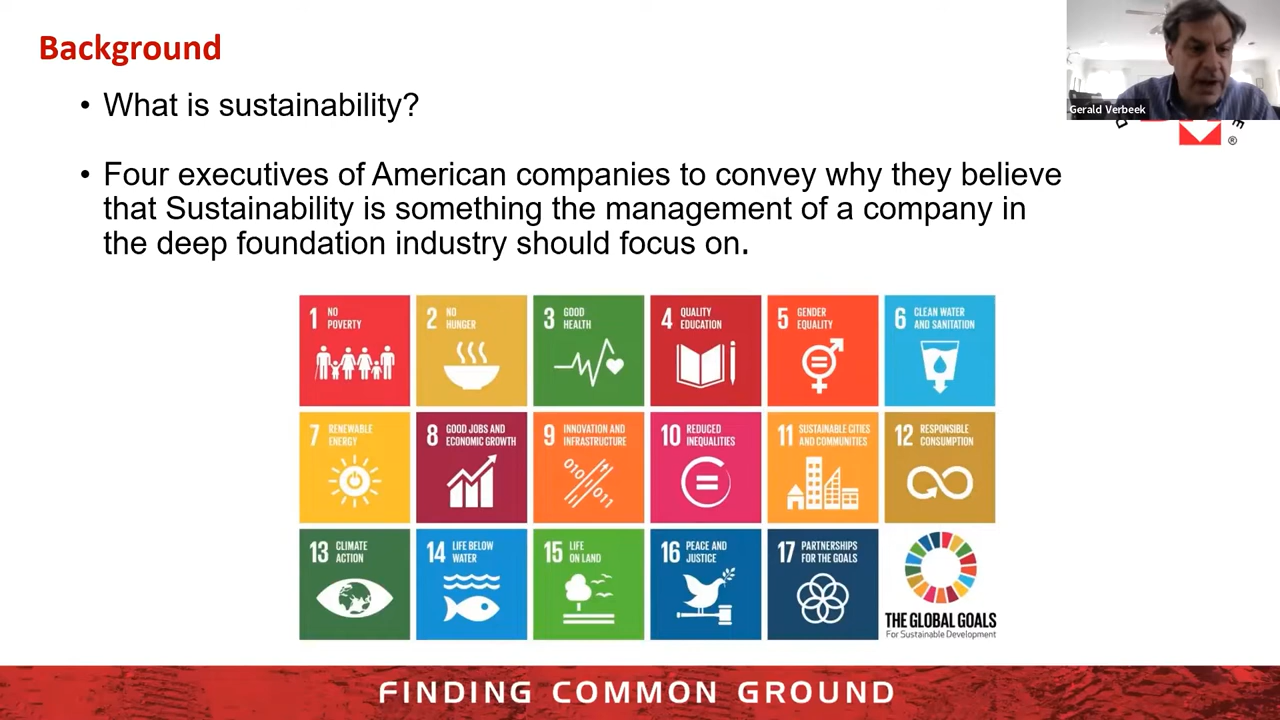 Background
• What is sustainability?
• Four executives of American companies to convey why they believe
that Sustainability is something the management of a company in
the deep foundation industry should focus on.
Gerald Verbeek
D
E
®
1 NO
POVERTY
2 NO
HUNGER
3 GOOD
HEALTH
4 QUALITY
EDUCATION
5 GENDER
EQUALITY
6 CLEAN WATER
AND SANITATION
7 RENEWABLE
ENERGY
8 GOOD JOBS AND
ECONOMIC GROWTH
9 INNOVATION AND
INFRASTRUCTURE
010
011
10 REDUCED
INEQUALITIES
11 SUSTAINABLE CITIES
AND COMMUNITIES
12 RESPONSIBLE
CONSUMPTION
13 CLIMATE
ACTION
14 LIFE BELOW
WATER
15 LIFE
ON LAND
16 PEACE AND
JUSTICE
17 PARTNERSHIPS
FOR THE GOALS
THE GLOBAL GOALS
For Sustainable Development
FINDING COMMON GROUND